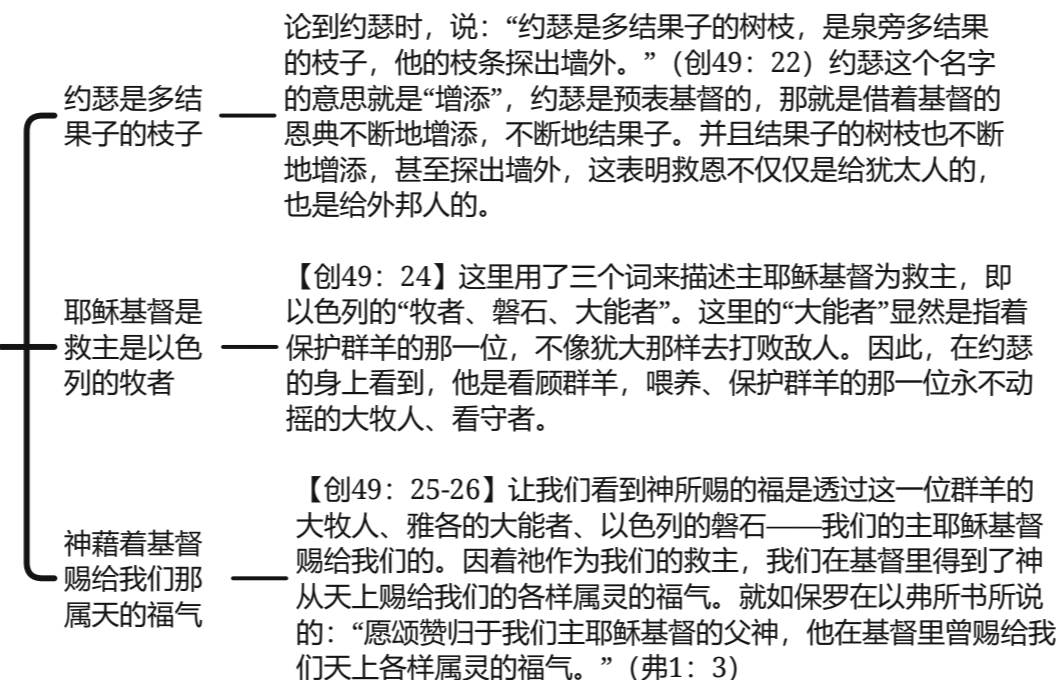 约瑟是多结
果子的枝子
论到约瑟时，说：“约瑟是多结果子的树枝，是泉旁多结果
的枝子，他的枝条探出墙外。”（创49：22）约瑟这个名字
的意思就是“增添”，约瑟是预表基督的，那就是借着基督的
恩典不断地增添，不断地结果子。并且结果子的树枝也不断
地增添，甚至探出墙外，这表明救恩不仅仅是给犹太人的，
也是给外邦人的。
耶稣基督是
救主是以色
列的牧者
【创49：24】这里用了三个词来描述主耶稣基督为救主，即
以色列的“牧者、磐石、大能者”。这里的“大能者”显然是指着
保护群羊的那一位，不像犹大那样去打败敌人。因此，在约瑟
的身上看到，他是看顾群羊，喂养、保护群羊的那一位永不动
摇的大牧人、看守者。
神藉着基督
赐给我们那
属天的福气
【创49：25-26】让我们看到神所赐的福是透过这一位群羊的
大牧人、雅各的大能者、以色列的磐石——我们的主耶稣基督
赐给我们的。因着祂作为我们的救主，我们在基督里得到了神
从天上赐给我们的各样属灵的福气。就如保罗在以弗所书所说
的：“愿颂赞归于我们主耶稣基督的父神，他在基督里曾赐给我
们天上各样属灵的福气。”（弗1：3）